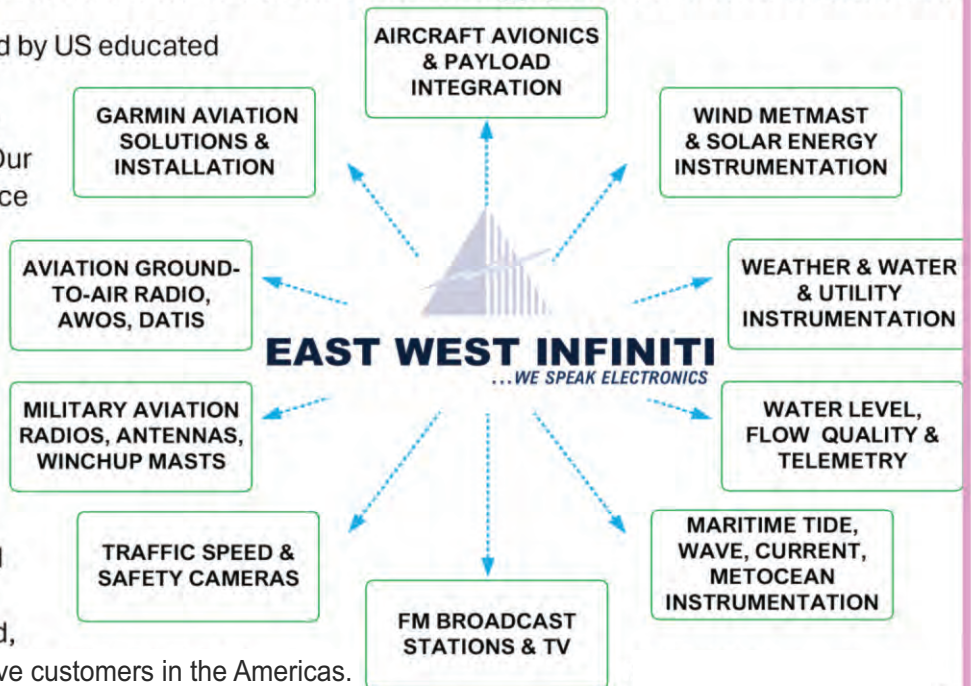 d by US educated
Our
ce
d,
ve customers in the Americas.
AIRCRAFT AVIONICS
& PAYLOAD
INTEGRATION
GARMIN AVIATION
SOLUTIONS &
INSTALLATION
WIND METMAST
& SOLAR ENERGY
INSTRUMENTATION
AVIATION GROUND-
TO-AIR RADIO,
AWOS, DATIS
WEATHER & WATER
& UTILITY
INSTRUMENTATION
EAST WEST INFINITI
...WE SPEAK ELECTRONICS
MILITARY AVIATION
RADIOS, ANTENNAS,
WINCHUP MASTS
WATER LEVEL,
FLOW QUALITY &
TELEMETRY
TRAFFIC SPEED &
SAFETY CAMERAS
MARITIME TIDE,
WAVE, CURRENT,
METOCEAN
INSTRUMENTATION
FM BROADCAST
STATIONS & TV